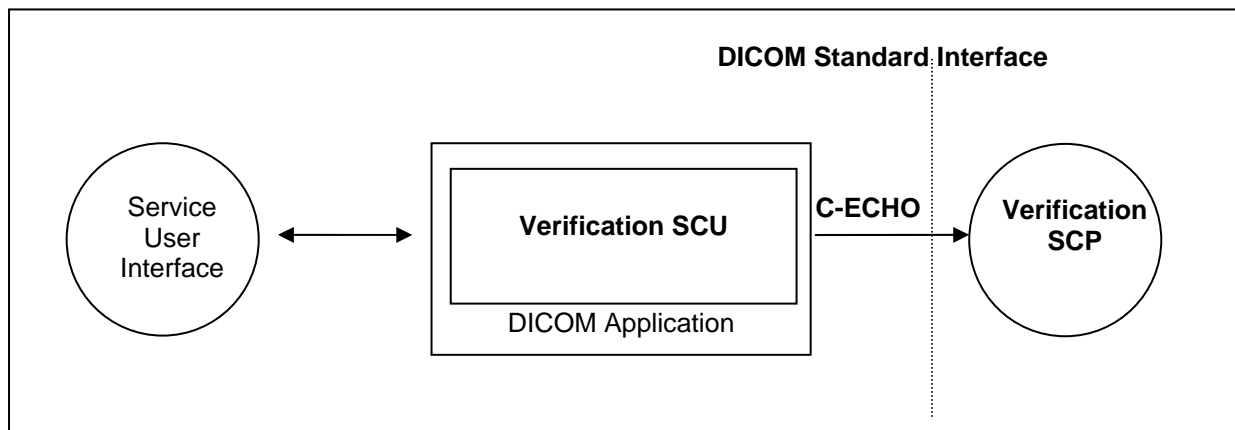 DICOM Standard Interface
Service
User
Interface
Verification SCU
DICOM Application
C-ECHO
Verification
SCP